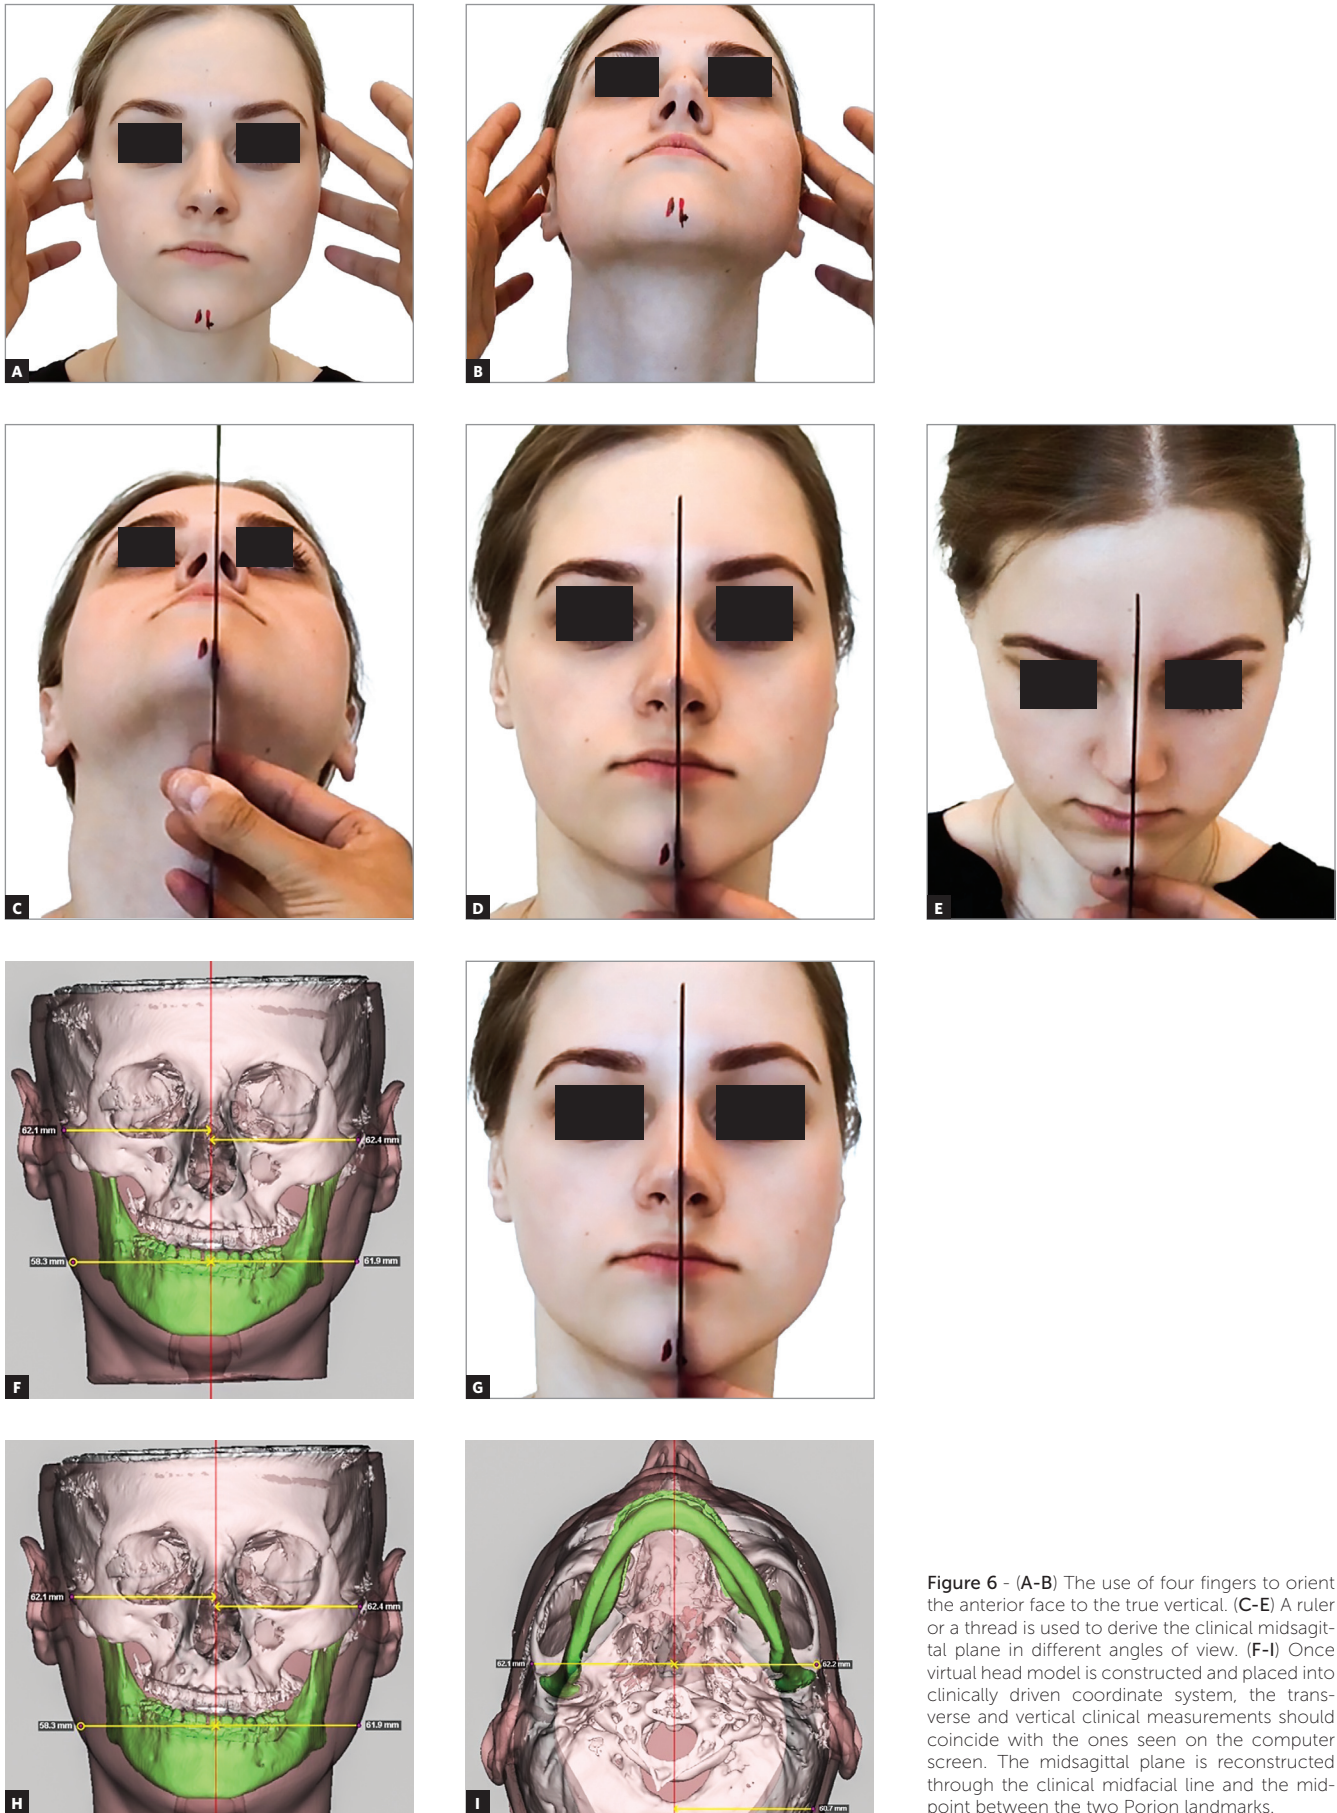 A
B
C
D
E
62.1 mm
62.4 mm
58.3 mm
61.9 mm
F
G
62.1 mm
62.4 mm
58.3 mm
61.9 mm
H
62.1 mm
62.2 mm
60.7 mm
I
Figure 6 - (A-B) The use of four fingers to orient
the anterior face to the true vertical. (C-E) A ruler
or a thread is used to derive the clinical midsagit-
tal plane in different angles of view. (F-I) Once
virtual head model is constructed and placed into
clinically driven coordinate system, the trans-
verse and vertical clinical measurements should
coincide with the ones seen on the computer
screen. The midsagittal plane is reconstructed
through the clinical midfacial line and the mid-
point between the two Porion landmarks.